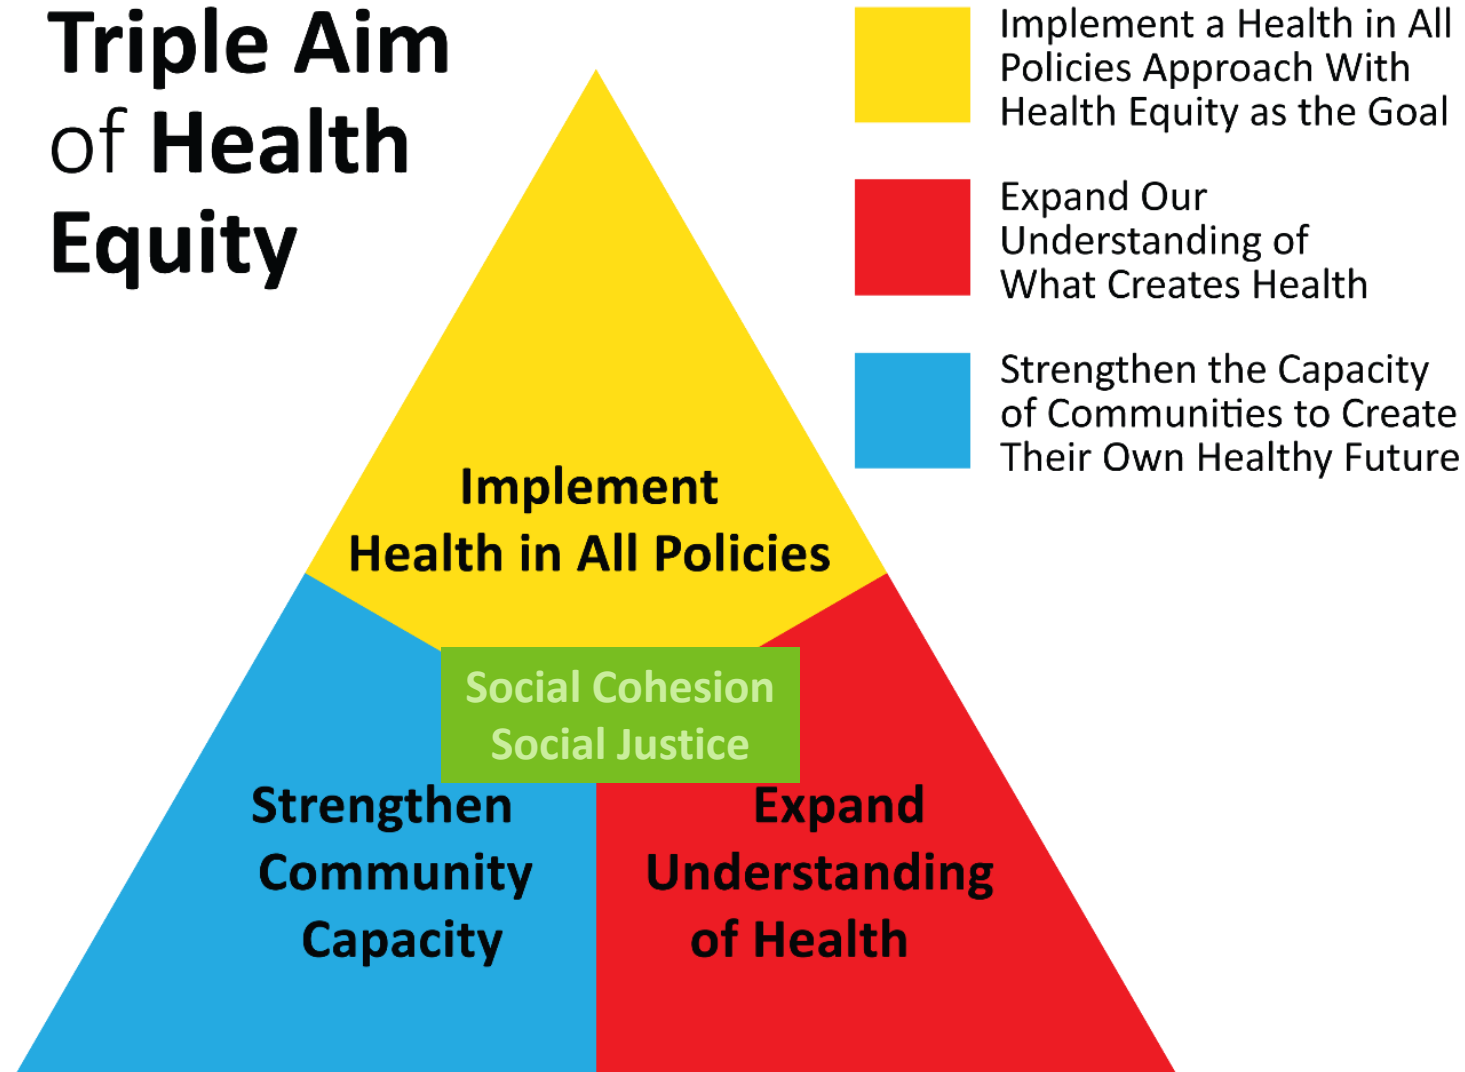 Triple Aim
of Health
Equity
Implement a Health in All
Policies Approach With
Health Equity as the Goal
Expand Our
Understanding of
What Creates Health
Strengthen the Capacity
of Communities to Create
Their Own Healthy Future
Implement
Health in All Policies
Social Cohesion
Social Justice
Strengthen
Community
Capacity
Expand
Understanding
of Health